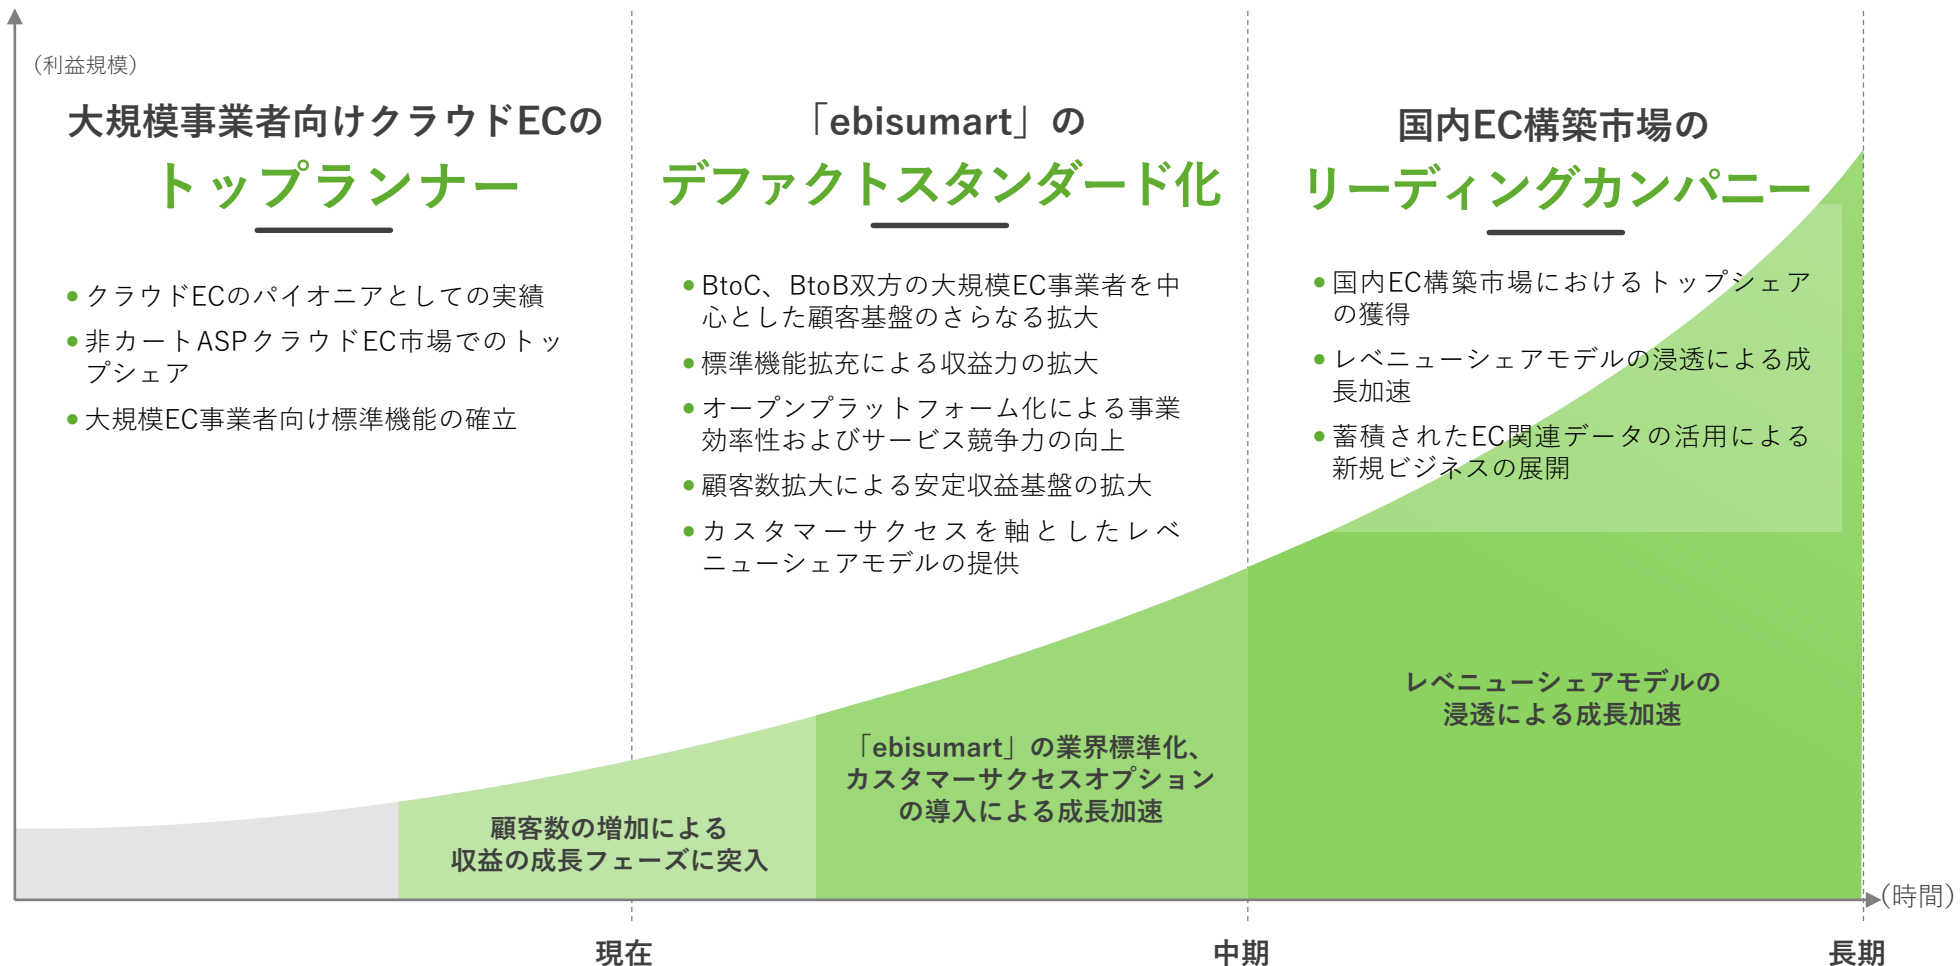 （利益規模）
大規模事業者向けクラウドECの
トップランナー
● クラウドECのパイオニアとしての実績
● 非カートASPクラウドEC市場でのトッ
プシェア
● 大規模EC事業者向け標準機能の確立
「ebisumart」の
デファクトスタンダード化
● BtoC、BtoB双方の大規模EC事業者を中
心とした顧客基盤のさらなる拡大
● 標準機能拡充による収益力の拡大
● オープンプラットフォーム化による事業
効率性およびサービス競争力の向上
● 顧客数拡大による安定収益基盤の拡大
● カスタマーサクセスを軸としたレベ
ニューシェアモデルの提供
国内EC構築市場の
リーディングカンパニー
● 国内EC構築市場におけるトップシェア
の獲得
● レベニューシェアモデルの浸透による成
長加速
● 蓄積されたEC関連データの活用による
新規ビジネスの展開
顧客数の増加による
収益の成長フェーズに突入
「ebisumart」の業界標準化、
カスタマーサクセスオプション
の導入による成長加速
レベニューシェアモデルの
浸透による成長加速
（時間）
現在
中期
長期